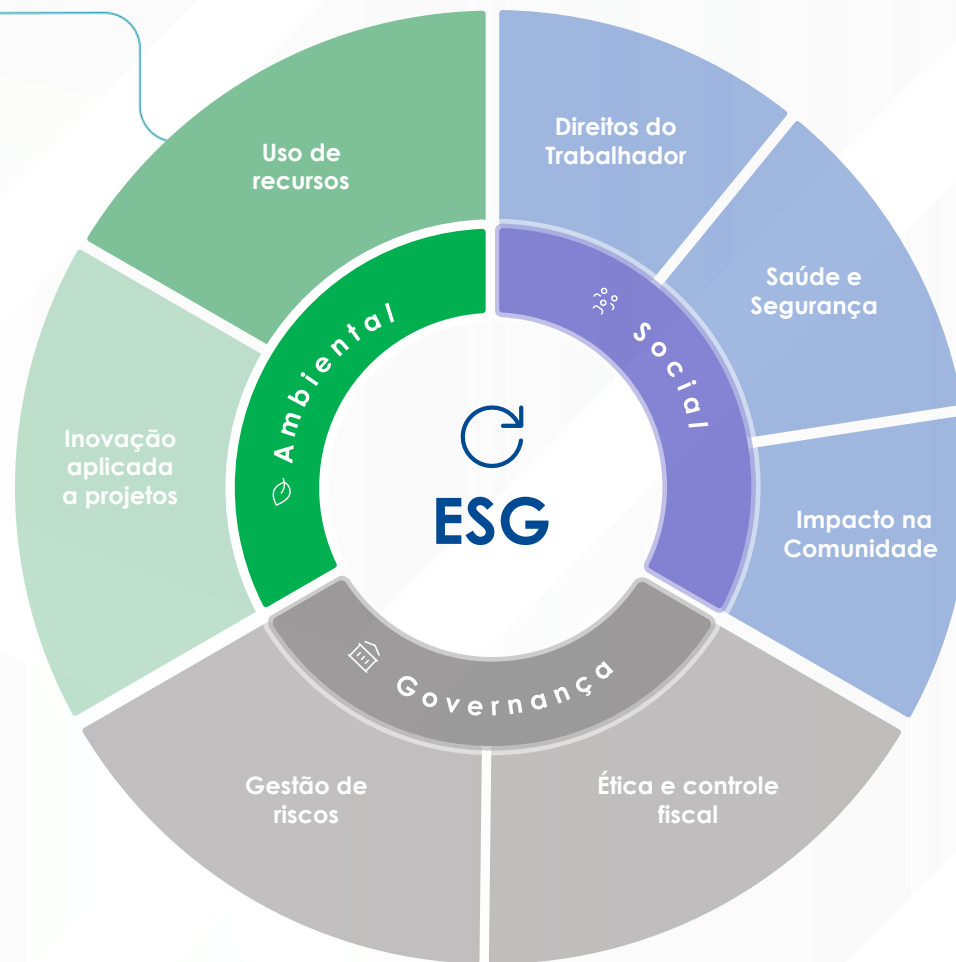 Uso de
recursos
Direitos do
Trabalhador
Saúde e
Segurança
Ambiental
Social
Inovação
aplicada
a projetos
ESG
Impacto na
Comunidade
Governança
Gestão de
riscos
Ética e controle
fiscal